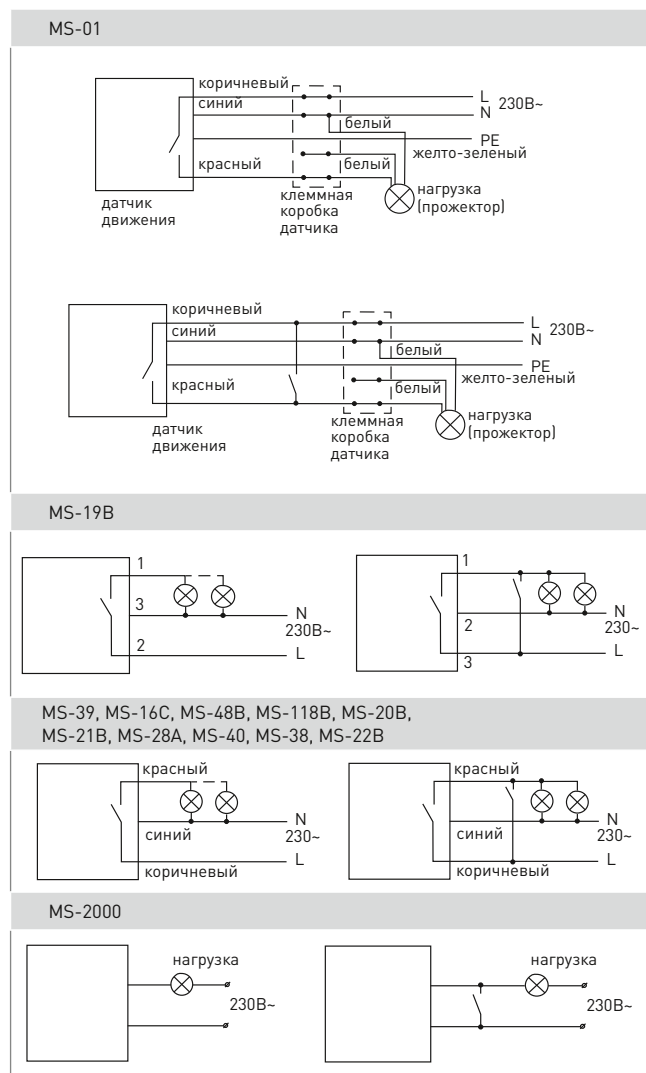 MS-01
коричневый
синий
L
N 230В~
белый
PE
желто-зеленый
красный
белый
датчик
движения
клеммная
коробка
датчика
нагрузка
(прожектор)
коричневый
синий
L
N 230В~
белый
PE
желто-зеленый
красный
белый
датчик
движения
клеммная
коробка
датчика
нагрузка
(прожектор)
MS-19B
1
3
N
230В~
2
L
1
N
230~
2
L
3
MS-39, MS-16C, MS-48B, MS-118B, MS-20B,
MS-21B, MS-28A, MS-40, MS-38, MS-22B
красный
N
синий
230~
L
коричневый
красный
N
синий
230~
L
коричневый
MS-2000
нагрузка
230В~
нагрузка
230В~